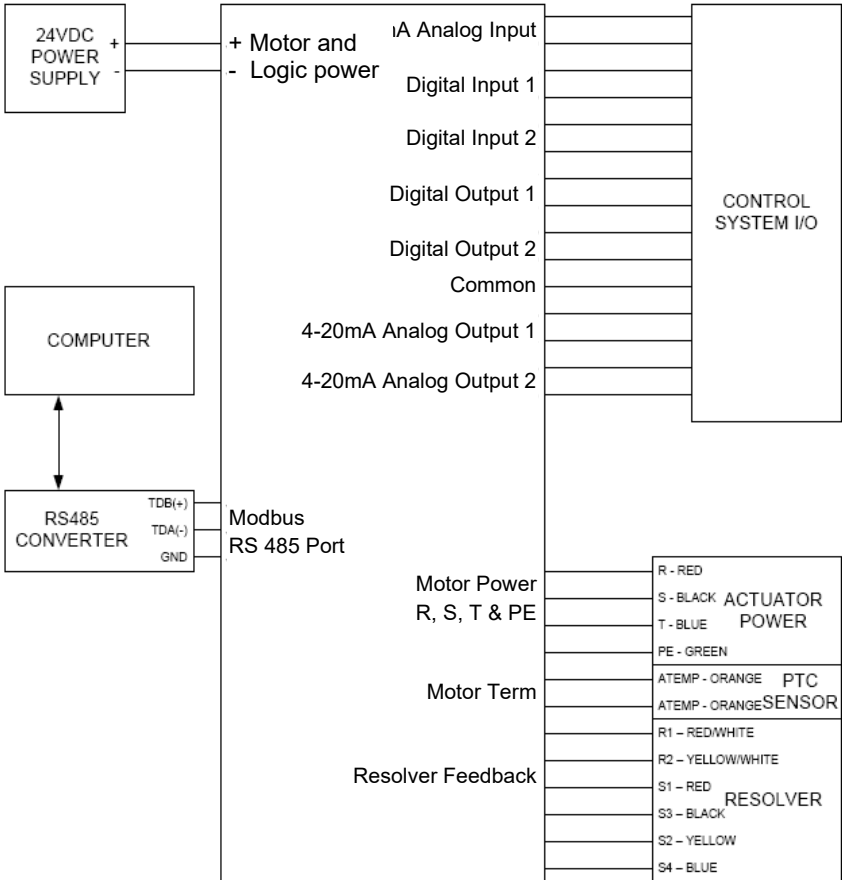 24VDC
POWER
SUPPLY
+
-
+ Motor and
- Logic power
A Analog Input
Digital Input 1
Digital Input 2
Digital Output 1
Digital Output 2
Common
4-20mA Analog Output 1
4-20mA Analog Output 2
CONTROL
SYSTEM I/O
COMPUTER
RS485
CONVERTER
TDB(+)
TDA(-)
GND
Modbus
RS 485 Port
Motor Power
R, S, T & PE
Motor Term
Resolver Feedback
R - RED
S - BLACK
T - BLUE
PE - GREEN
ACTUATOR
POWER
ATEMP - ORANGE
ATEMP - ORANGE
PTC
SENSOR
R1 – RED/WHITE
R2 – YELLOW/WHITE
S1 – RED
S3 – BLACK
S2 – YELLOW
S4 – BLUE
RESOLVER